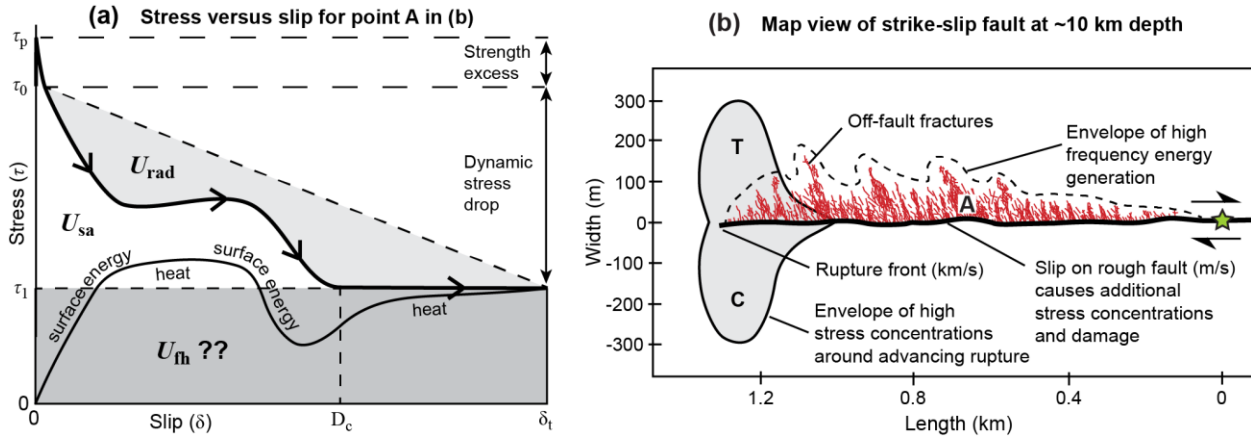 (a) Stress versus slip for point A in (b)
τp
τ0
τ1
0
Stress (τ)
Strength
excess
Dynamic
stress
drop
Urad
Usa
surface energy
heat
surface
energy
heat
Ufh ??
0
Slip (δ)
Dc
δt
(b) Map view of strike-slip fault at ~10 km depth
300
200
100
0
-100
-200
-300
Width (m)
T
C
A
Off-fault fractures
Envelope of high
frequency energy
generation
Rupture front (km/s)
Envelope of high
stress concentrations
around advancing rupture
Slip on rough fault (m/s)
causes additional
stress concentrations
and damage
1.2
0.8
0.4
0
Length (km)